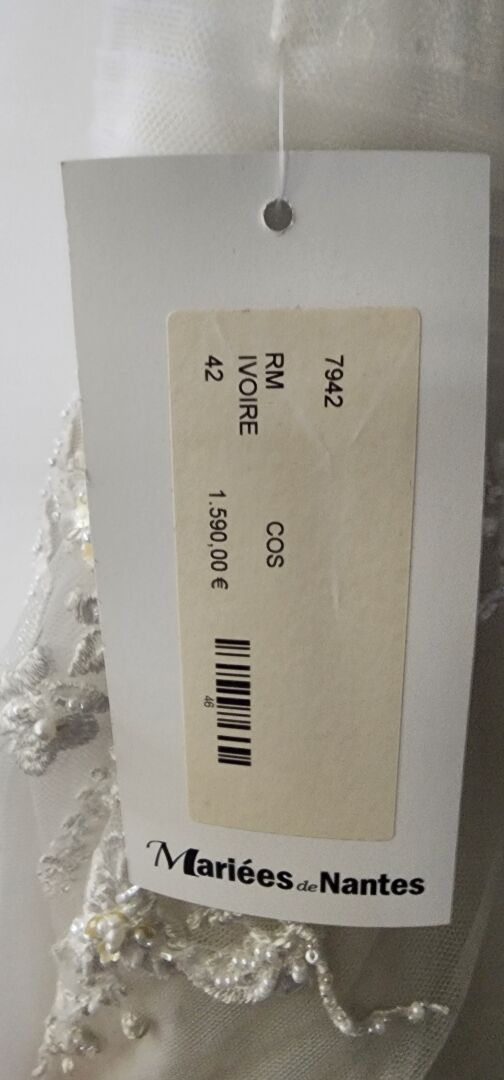 7942
RM COS
IVOIRE
42 1.590,00 €
46
Mariées de Nantes